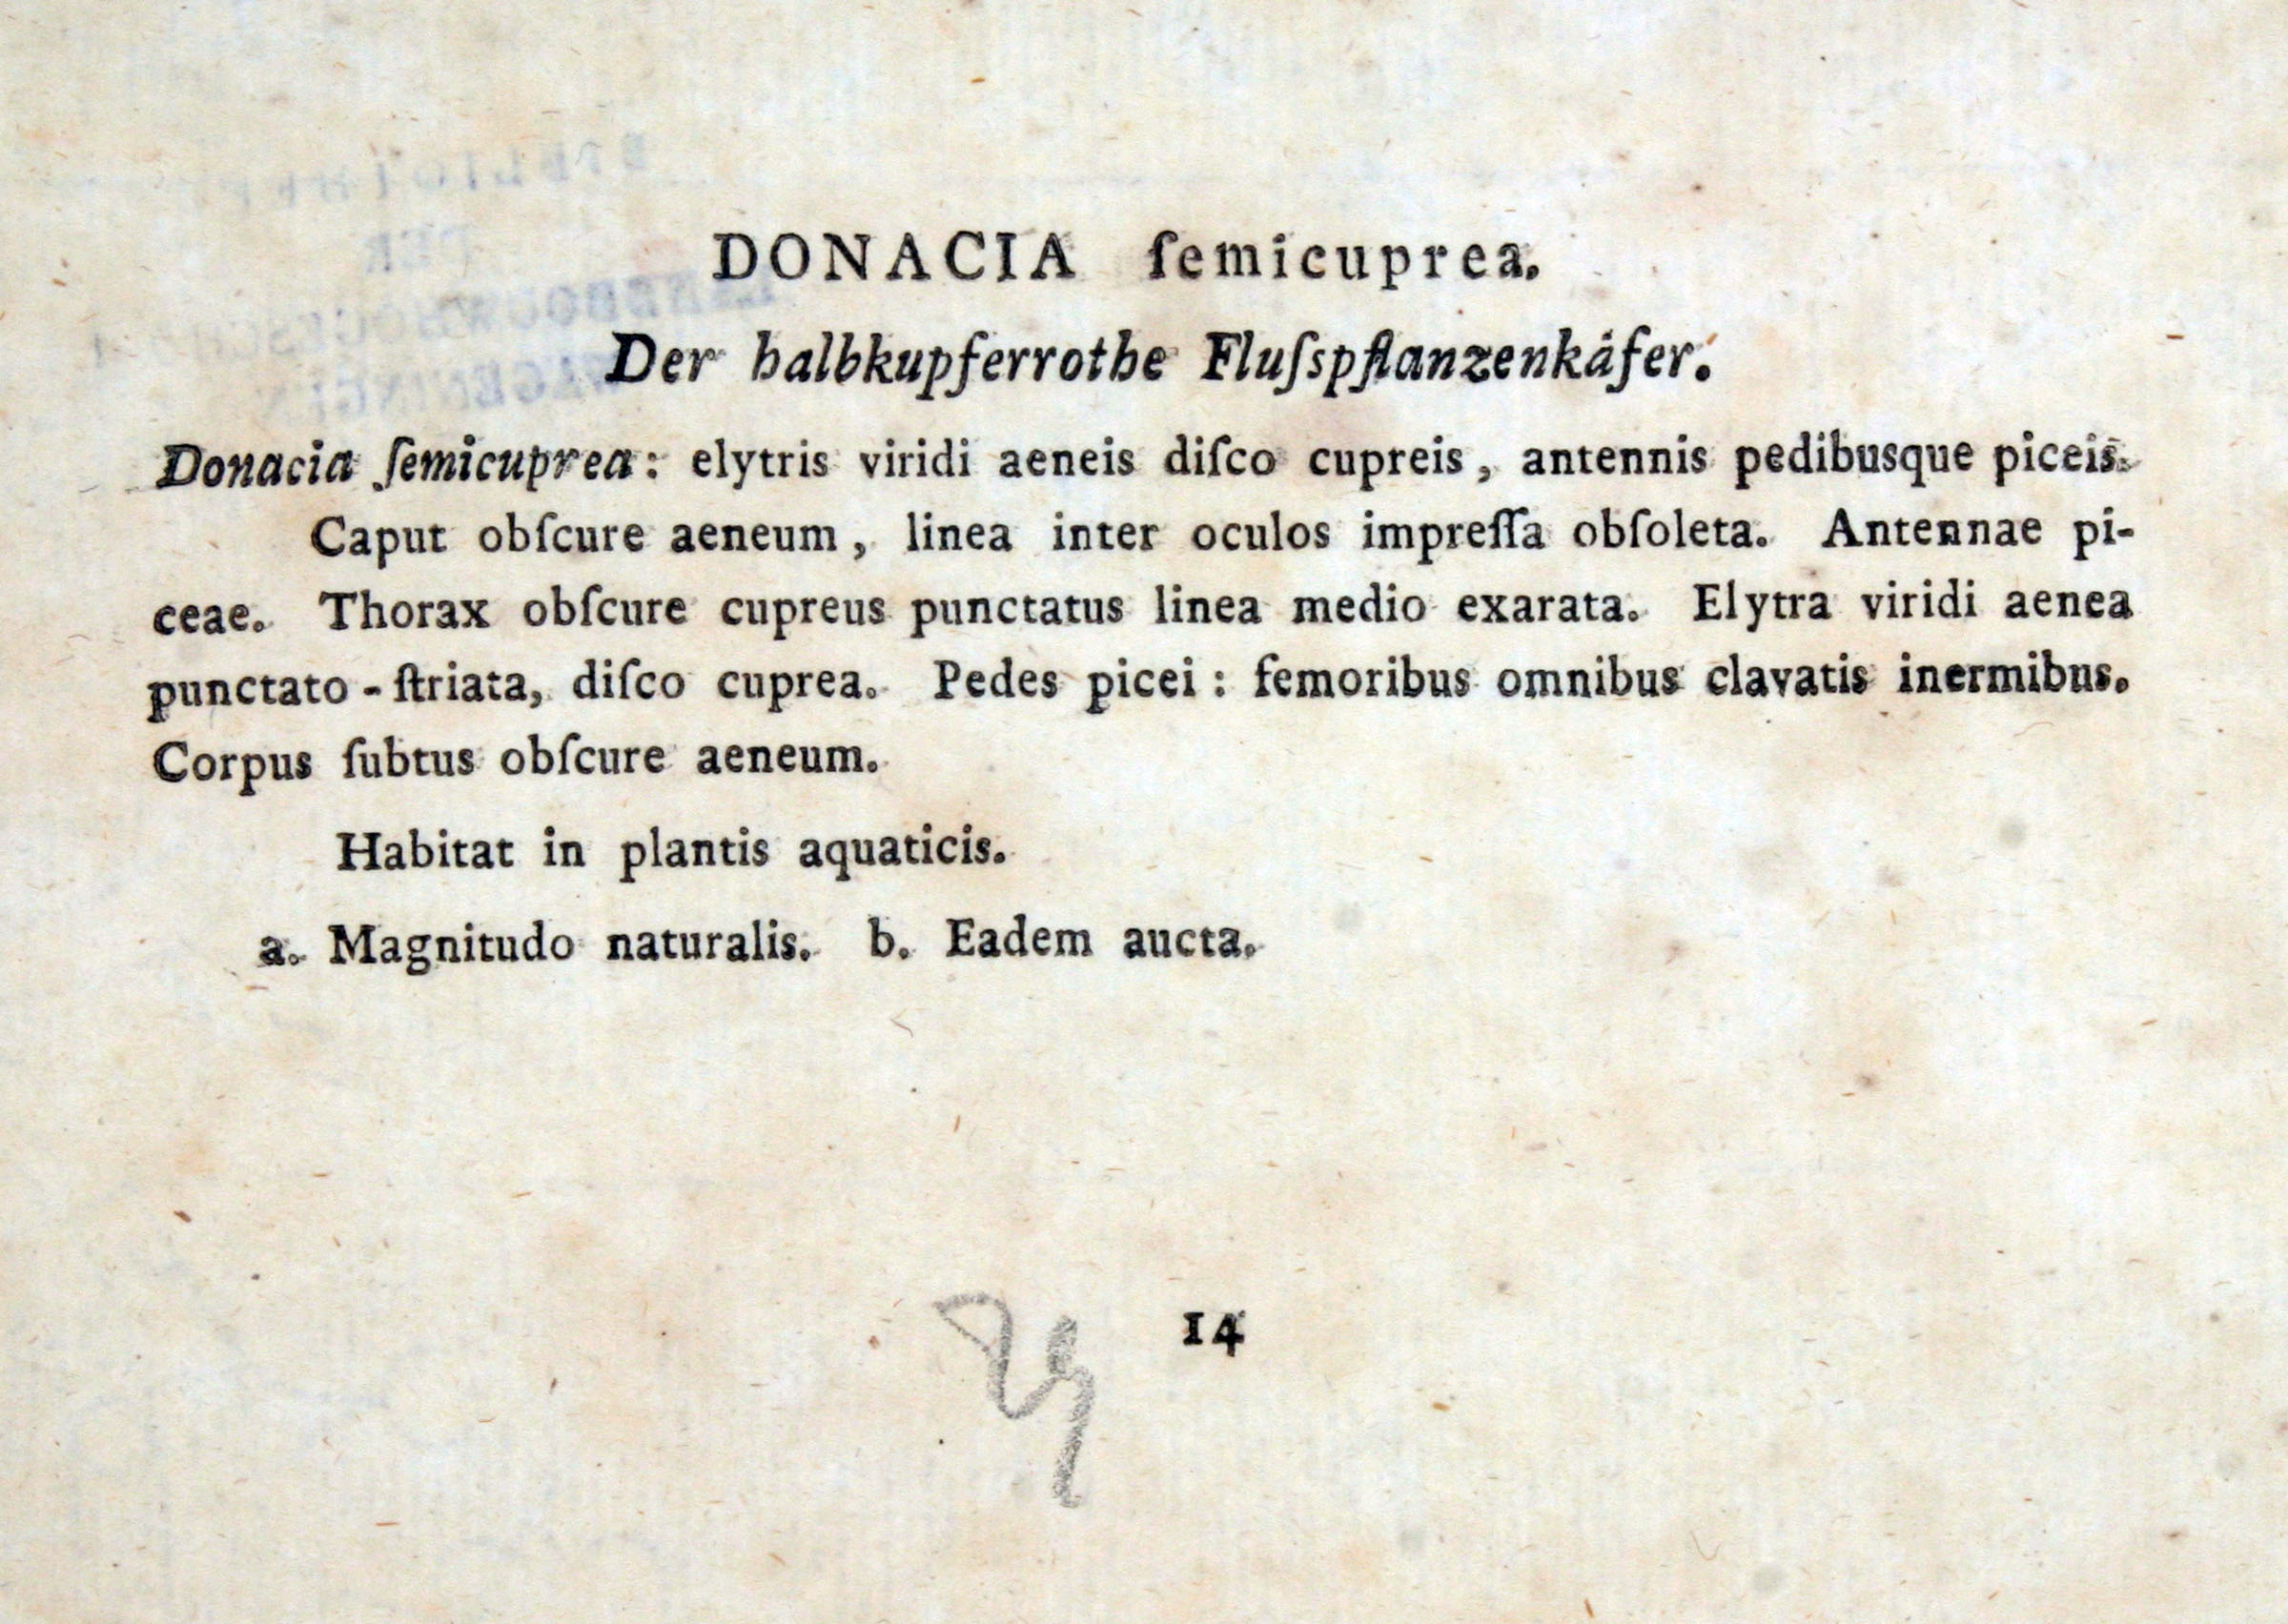 DONACIA ſemicuprea.
Der halbkupferrothe Fluſspflanzenkäfer.
Donacia ſemicuprea: elytris viridi aeneis diſco cupreis, antennis pedibusque piceis.
Caput obſcure aeneum, linea inter oculos impreſſa obſoleta. Antennae pi-
ceae. Thorax obſcure cupreus punctatus linea medio exarata. Elytra viridi aenea
punctato-ſtriata, diſco cuprea. Pedes picei: femoribus omnibus clavatis inermibus.
Corpus ſubtus obſcure aeneum.
Habitat in plantis aquaticis.
a. Magnitudo naturalis. b. Eadem aucta.
14